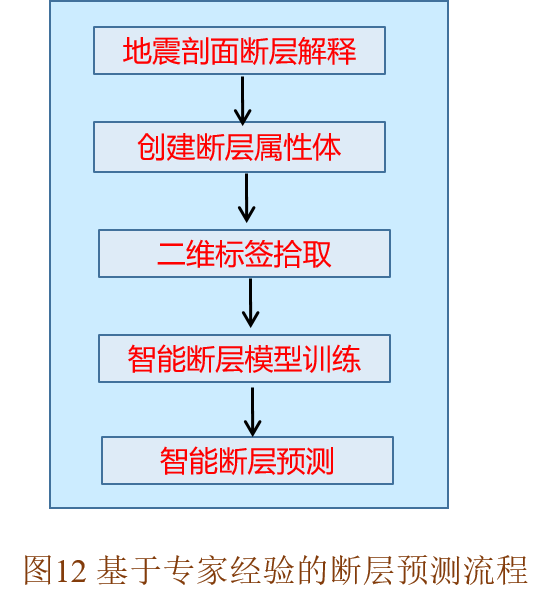 地震剖面断层解释
创建断层属性体
二维标签拾取
智能断层模型训练
智能断层预测
图12 基于专家经验的断层预测流程